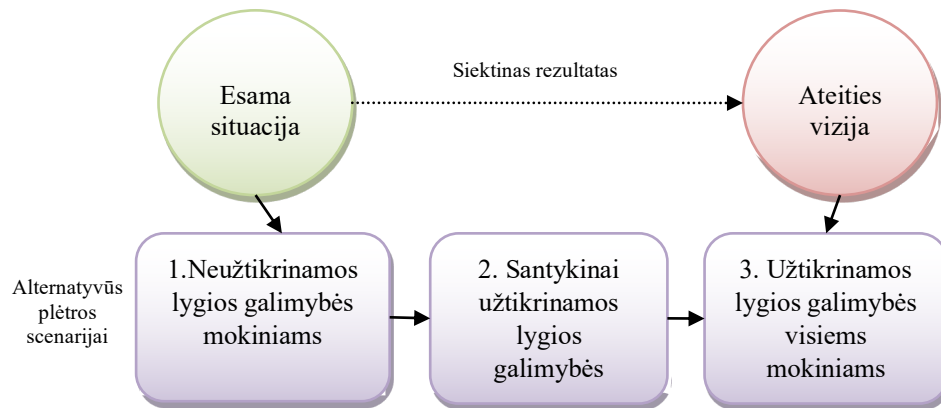 Esama
situacija
Siektinas rezultatas
Ateities
vizija
Alternatyvūs
plėtros
scenarijai
1.Neužtikrinamos
lygios galimybės
mokiniams
2. Santykinai
užtikrinamos
lygios
galimybės
3. Užtikrinamos
lygios galimybės
visiems
mokiniams